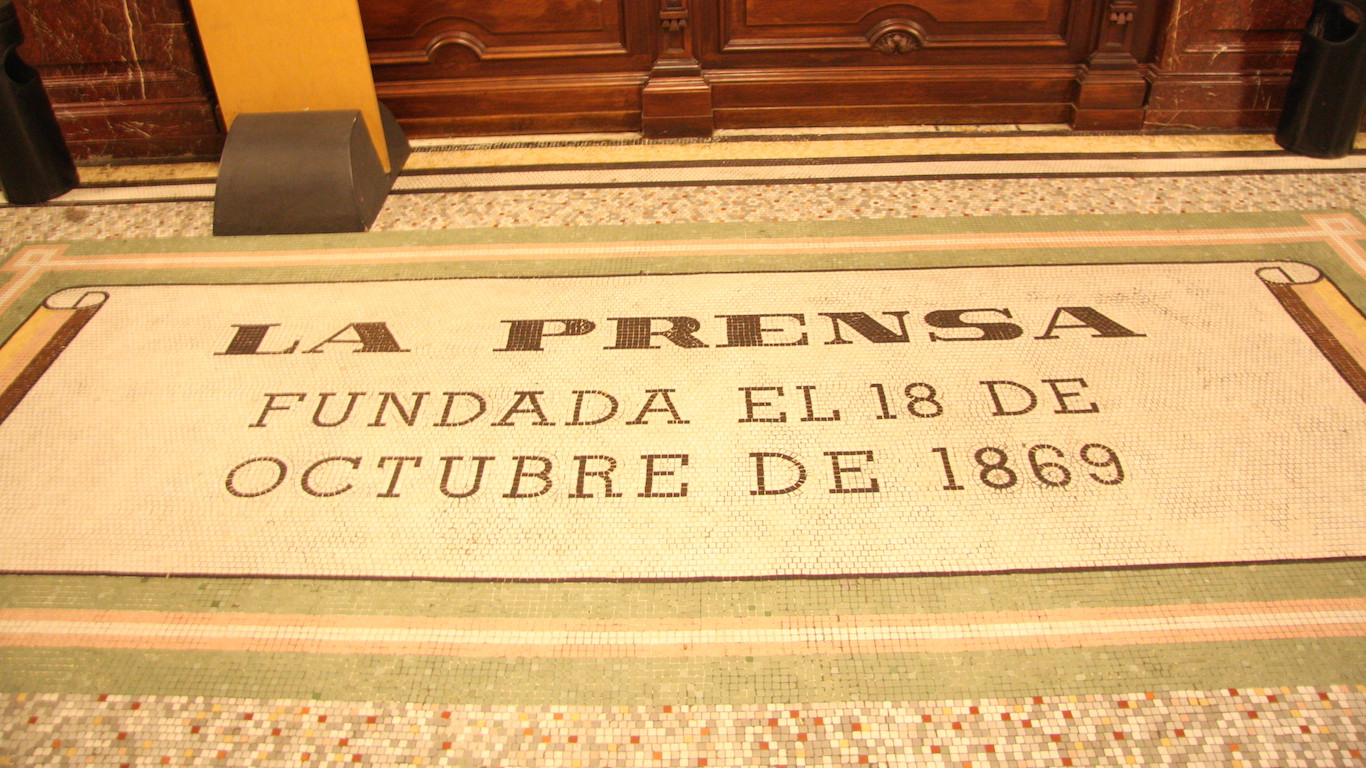 LA PRENSA
FUNDADA EL 18 DE
OCTUBRE DE 1869